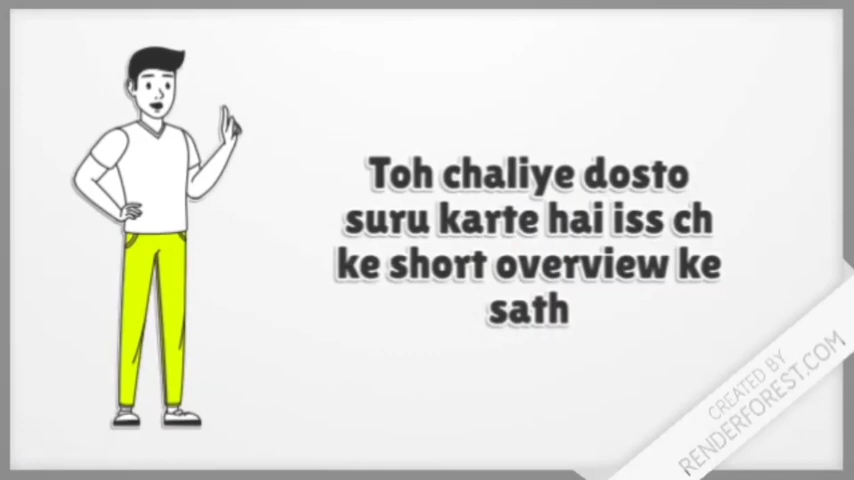 Toh chaliye dosto
suru karte hai iss ch
ke short overview ke
sath
CREATED BY
RENDERFOREST.COM